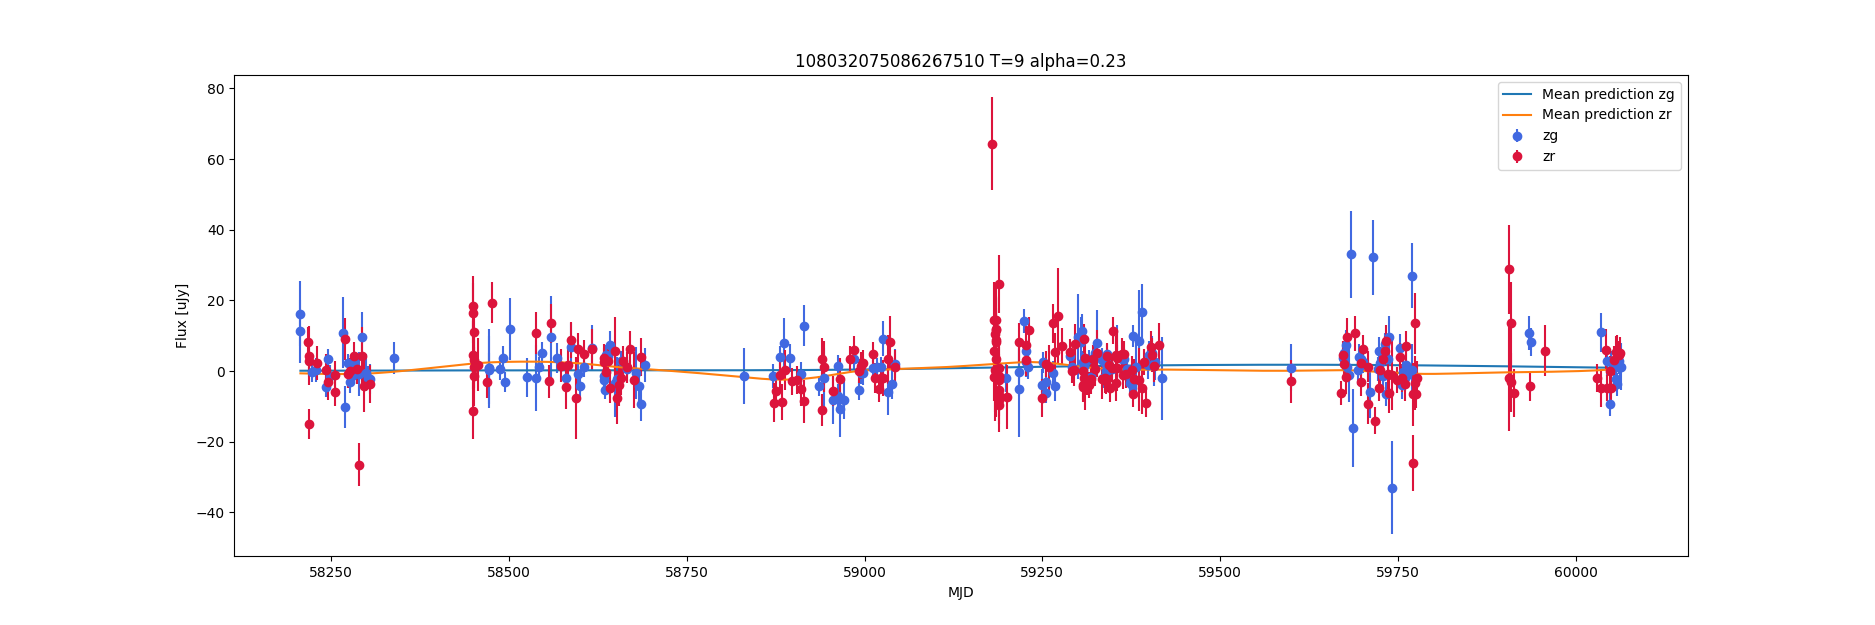 108032075086267510 T=9 alpha=0.23
80
60
40
20
0
−20
−40
Flux [uJy]
58250 58500 58750 59000 59250 59500 59750 60000
MJD
Mean prediction zg
Mean prediction zr
zg
zr